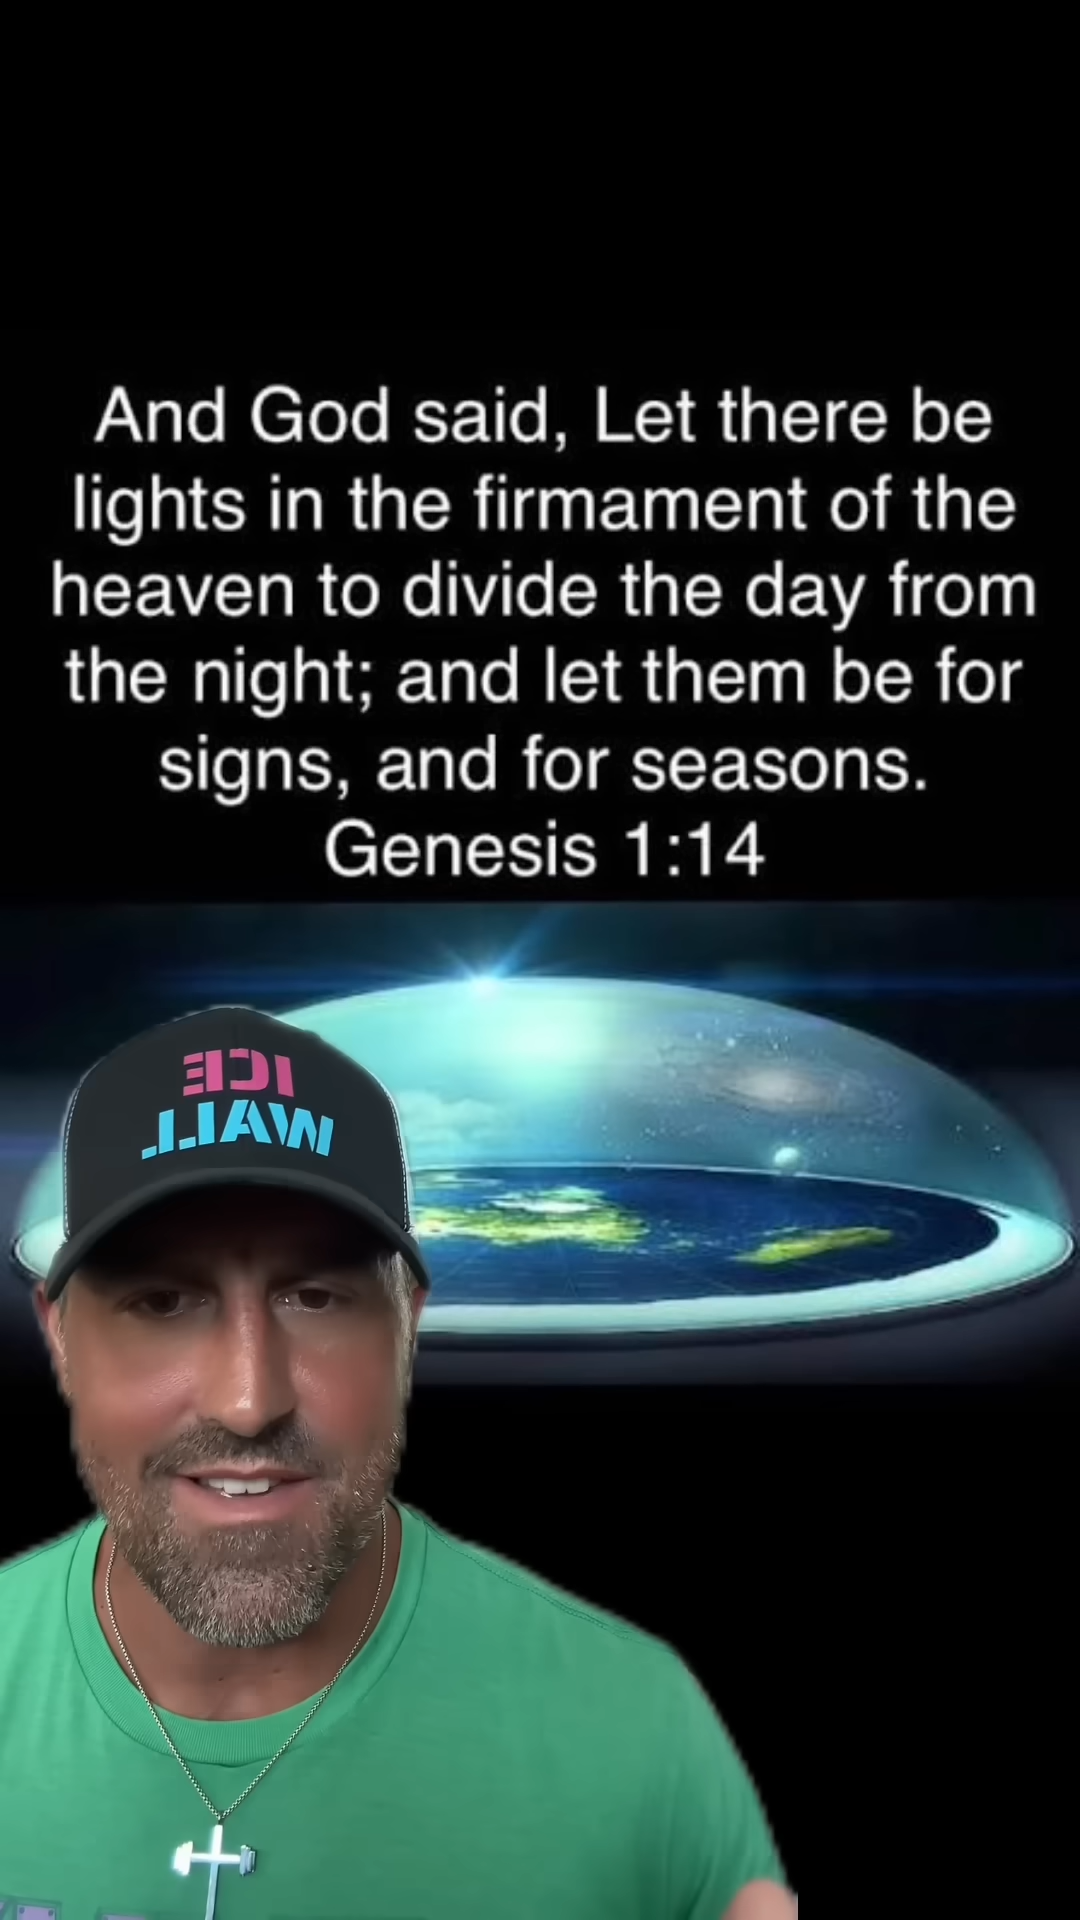 And God said, Let there be
lights in the firmament of the
heaven to divide the day from
the night; and let them be for
signs, and for seasons.
Genesis 1:14
ICE
WALL